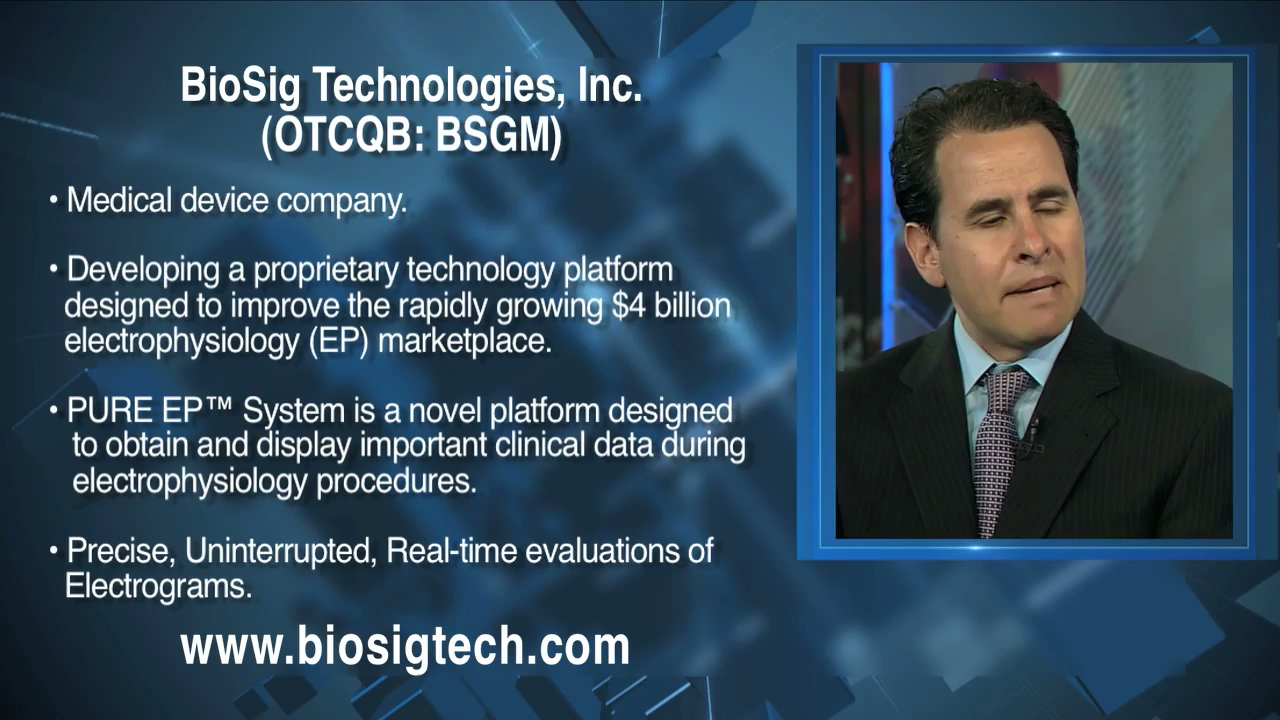 BioSig Technologies, Inc.
(OTCQB: BSGM)
• Medical device company.
• Developing a proprietary technology platform
designed to improve the rapidly growing $4 billion
electrophysiology (EP) marketplace.
• PURE EP™ System is a novel platform designed
to obtain and display important clinical data during
electrophysiology procedures.
• Precise, Uninterrupted, Real-time evaluations of
Electrograms.
www.biosigtech.com